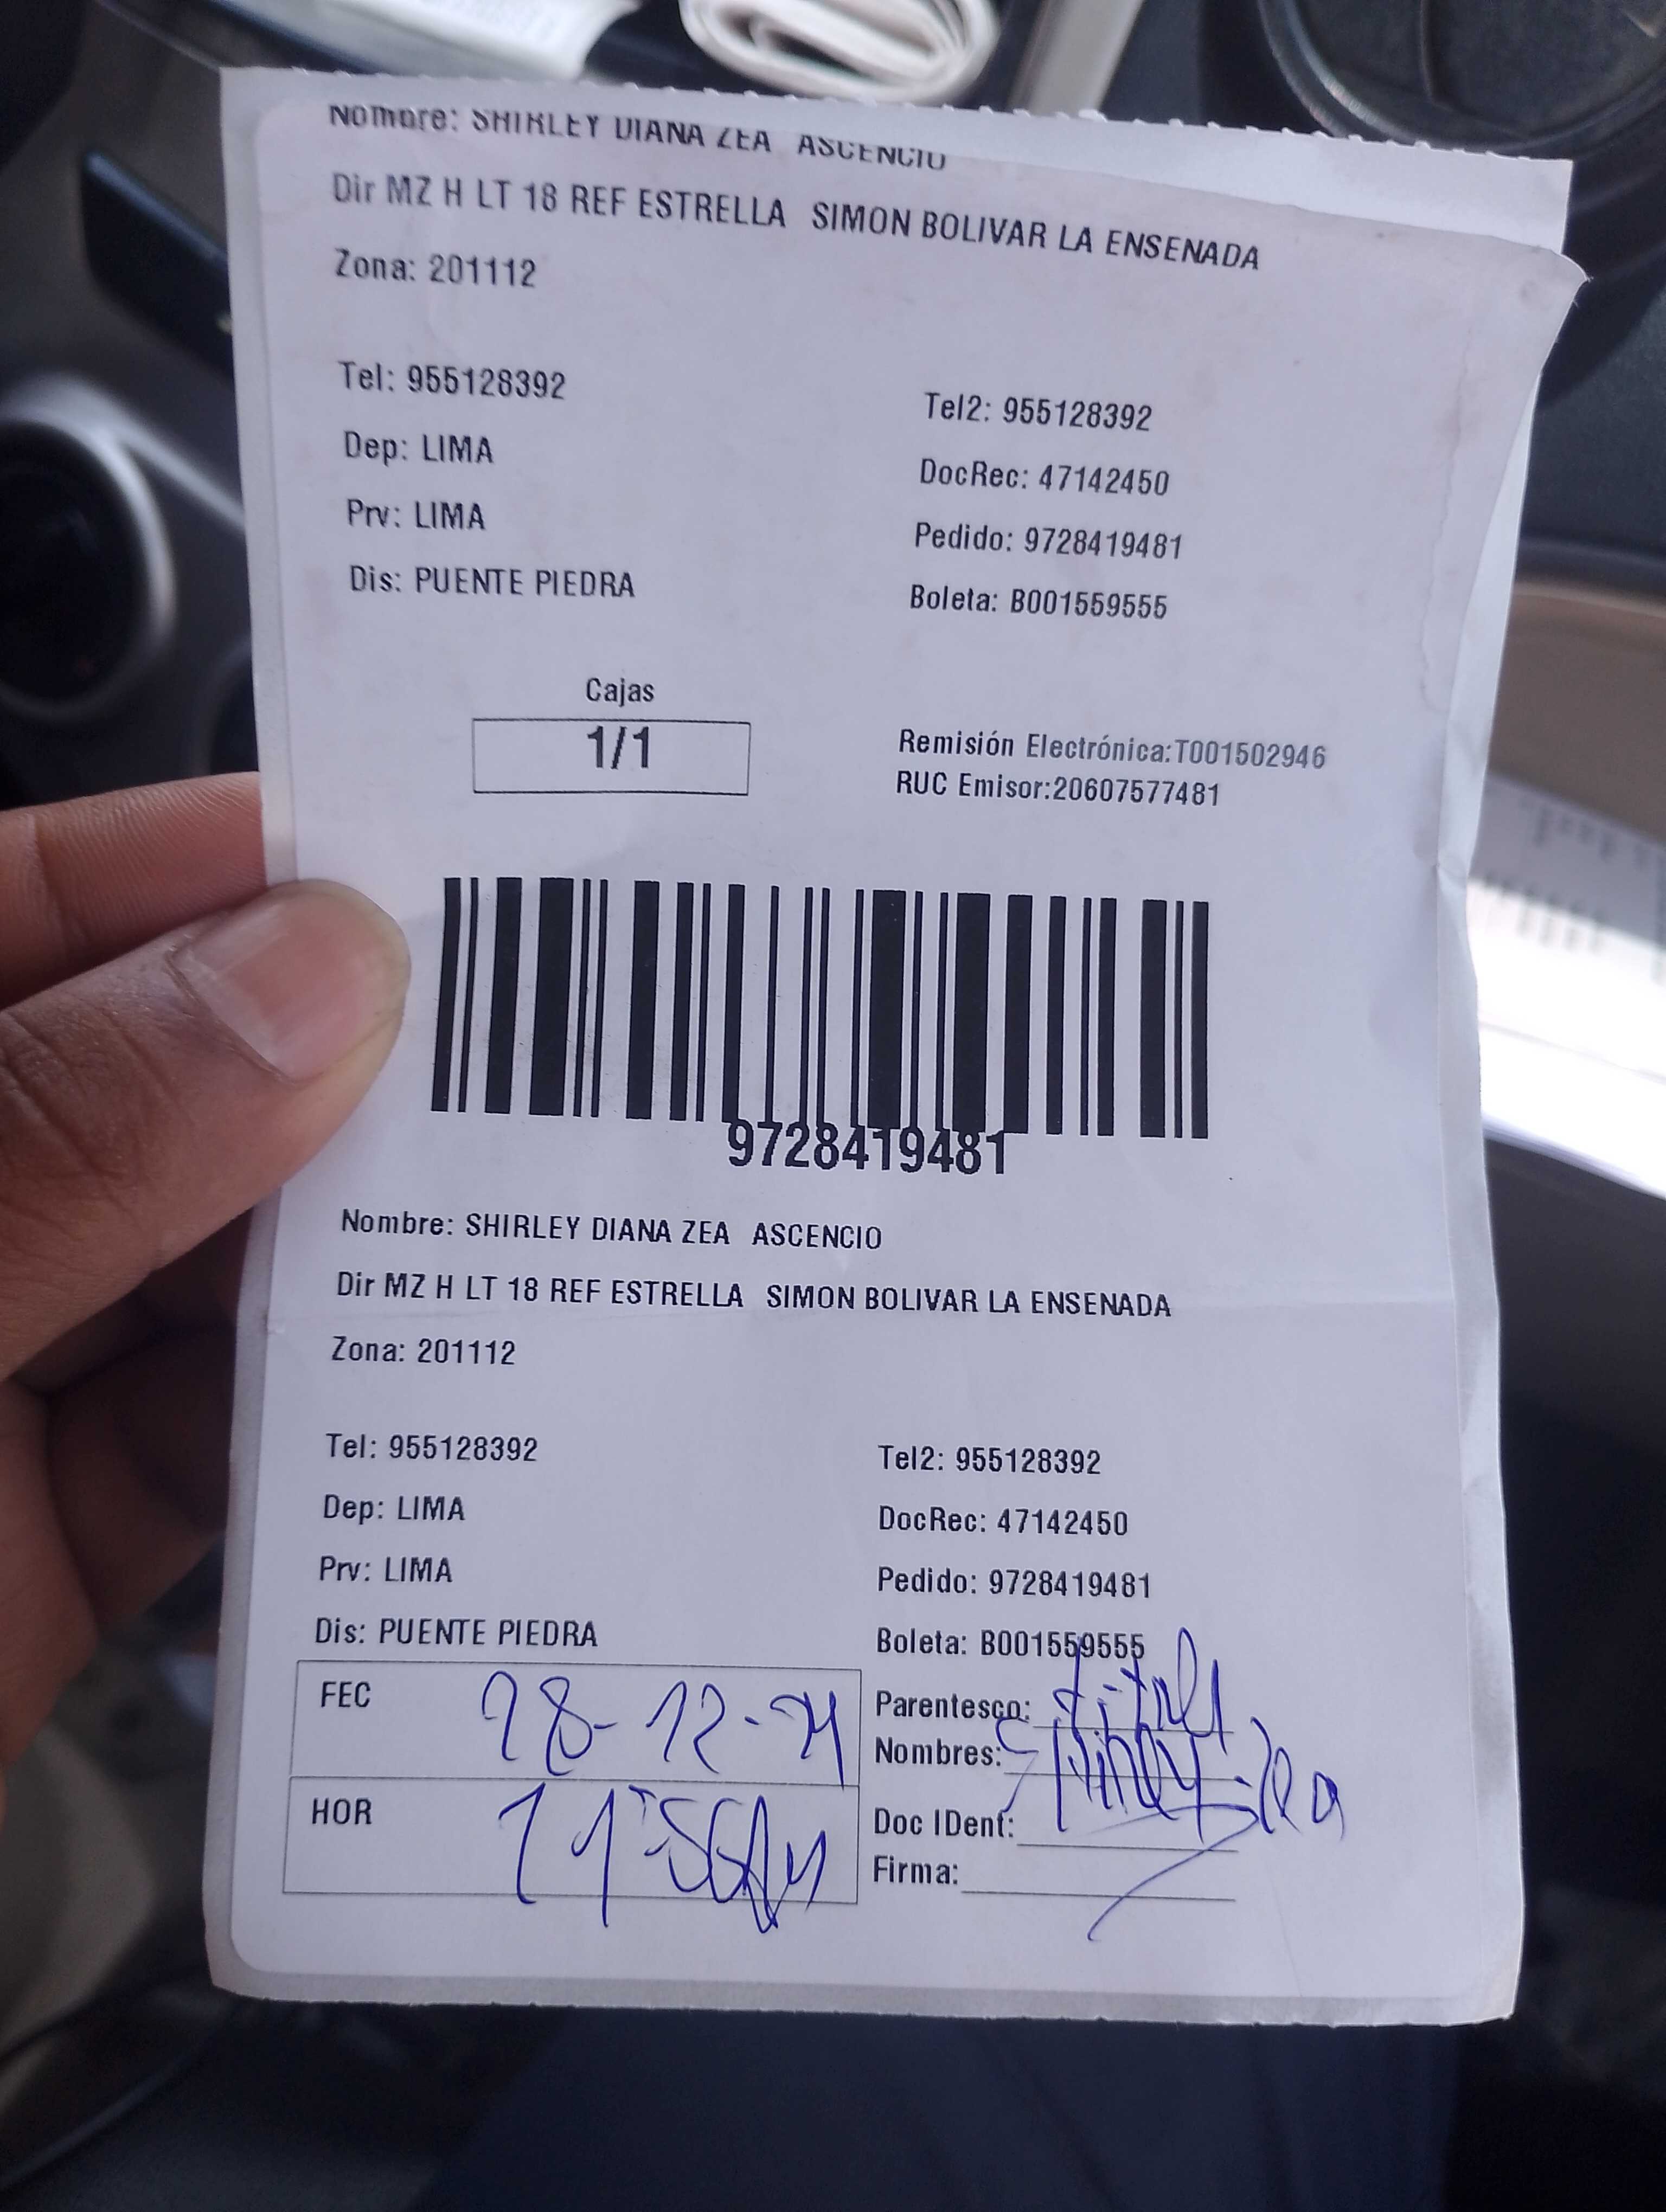 Nombre: SHIRLEY DIANA ZEA ASCENCIO
Dir MZ H LT 18 REF ESTRELLA SIMON BOLIVAR LA ENSENADA
Zona: 201112
Tel: 955128392 Tel2: 955128392
Dep: LIMA DocRec: 47142450
Prv: LIMA Pedido: 9728419481
Dis: PUENTE PIEDRA Boleta: B001559555
Cajas
1/1
Remisión Electrónica:T001502946
RUC Emisor:20607577481
9728419481
Nombre: SHIRLEY DIANA ZEA ASCENCIO
Dir MZ H LT 18 REF ESTRELLA SIMON BOLIVAR LA ENSENADA
Zona: 201112
Tel: 955128392 Tel2: 955128392
Dep: LIMA DocRec: 47142450
Prv: LIMA Pedido: 9728419481
Dis: PUENTE PIEDRA Boleta: B001559555
FEC Parentesco: titular
Nombres: Shirley Zea
HOR Doc IDent:
Firma: